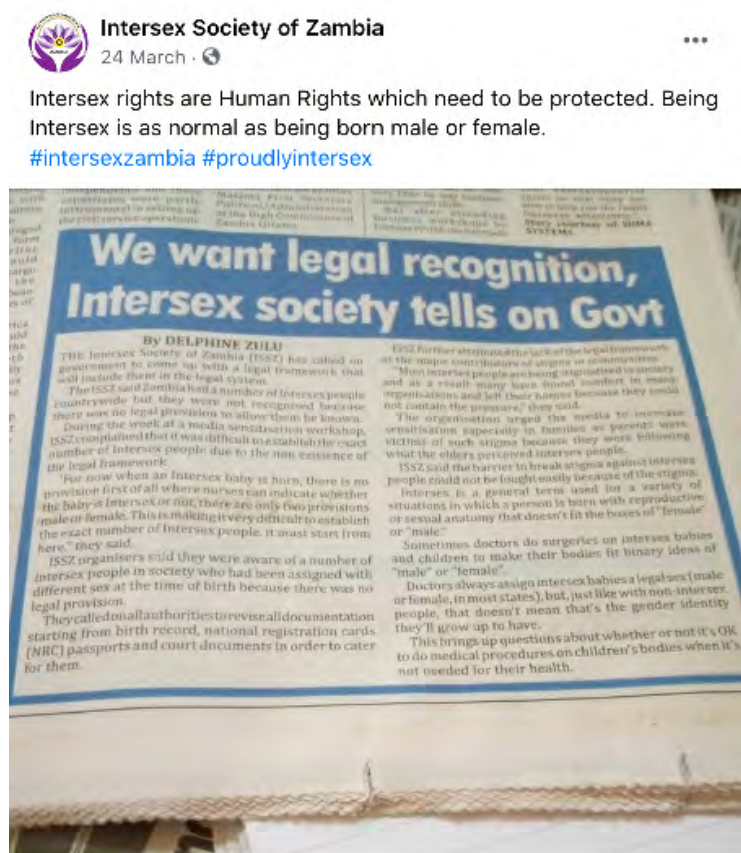 Intersex Society of Zambia
24 March
Intersex rights are Human Rights which need to be protected. Being
Intersex is as normal as being born male or female.
#intersexzambia #proudlyintersex
We want legal recognition,
Intersex society tells on Govt
By DELPHINE ZULU
THE Intersex Society of Zambia (ISSZ) has called on
government to come up with a legal framework that
will include them in the legal system.
The ISSZ said Zambia had a number of Intersex people
countrywide but they were not recognised because
there was no legal provision to allow them be known.
During the week at a media sensitisation workshop,
ISSZ complained that it was difficult to establish the exact
number of Intersex people due to the non existence of
the legal framework.
"For now when an Intersex baby is born, there is no
provision first of all where nurses can indicate whether
the baby is Intersex or not, there are only two provisions
male or female. This is making it very difficult to establish
the exact number of Intersex people, it must start from
here," they said.
ISSZ organisers said they were aware of a number of
intersex people in society who had been assigned with
different sex at the time of birth because there was no
legal provision.
They called on all authorities to revise all documentation
starting from birth record, national registration cards
(NRC) passports and court documents in order to cater
for them.
ISSZ further attributed the lack of the legal framework
as the major contributors of stigma in communities.
"Most intersex people are being stigmatised in society
and as a result many have found comfort in many
organisations and left their homes because they could
not contain the pressure," they said.
The organisation urged the media to increase
sensitisation especially in families as parents were
victims of such stigma because they were following
what the elders perceived intersex people.
ISSZ said the barrier to break stigma against intersex
people could not be fought easily because of the stigma.
Intersex is a general term used for a variety of
situations in which a person is born with reproductive
or sexual anatomy that doesn't fit the boxes of "female"
or "male."
Sometimes doctors do surgeries on intersex babies
and children to make their bodies fit binary ideas of
"male" or "female".
Doctors always assign intersex babies a legal sex (male
or female, in most states), but, just like with non-intersex
people, that doesn't mean that's the gender identity
they'll grow up to have.
This brings up questions about whether or not it's OK
to do medical procedures on children's bodies when it's
not needed for their health.